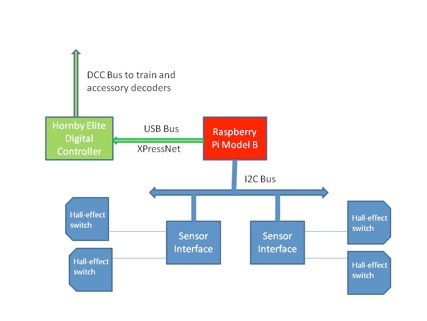 DCC Bus to train and
accessory decoders
Hornby Elite
Digital
Controller
USB Bus
XPressNet
Raspberry
Pi Model B
I2C Bus
Hall-effect
switch
Hall-effect
switch
Sensor
Interface
Sensor
Interface
Hall-effect
switch
Hall-effect
switch